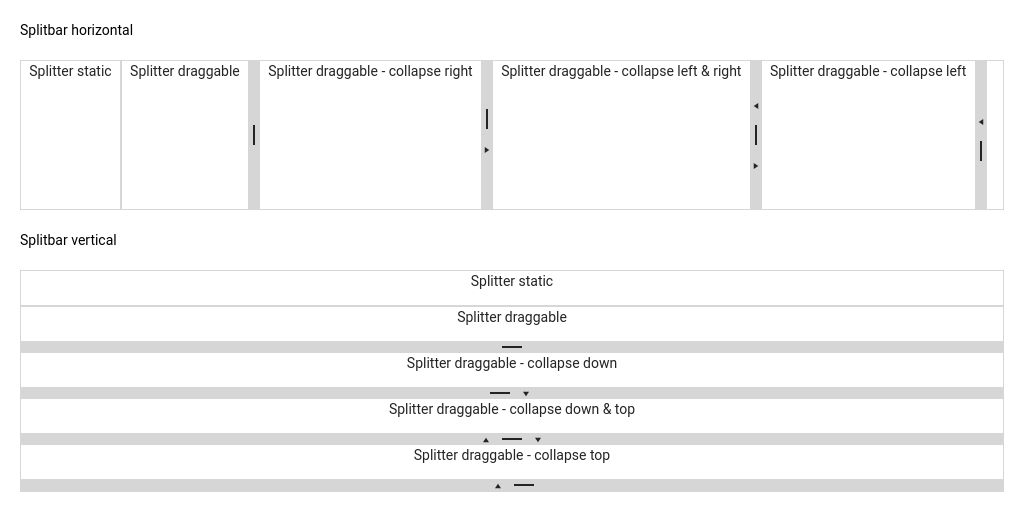 Splitbar horizontal
Splitter static
Splitter draggable
Splitter draggable - collapse right
Splitter draggable - collapse left & right
Splitter draggable - collapse left
Splitbar vertical
Splitter static
Splitter draggable
Splitter draggable - collapse down
Splitter draggable - collapse down & top
Splitter draggable - collapse top